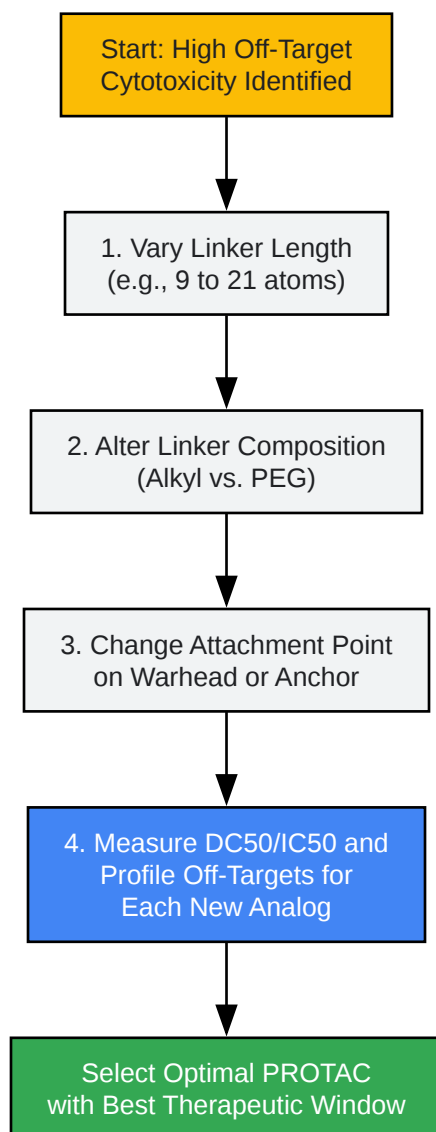 Start: High Off-Target
Cytotoxicity Identified
1. Vary Linker Length
(e.g., 9 to 21 atoms)
2. Alter Linker Composition
(Alkyl vs. PEG)
3. Change Attachment Point
on Warhead or Anchor
4. Measure DC50/IC50 and
Profile Off-Targets for
Each New Analog
Select Optimal PROTAC
with Best Therapeutic Window